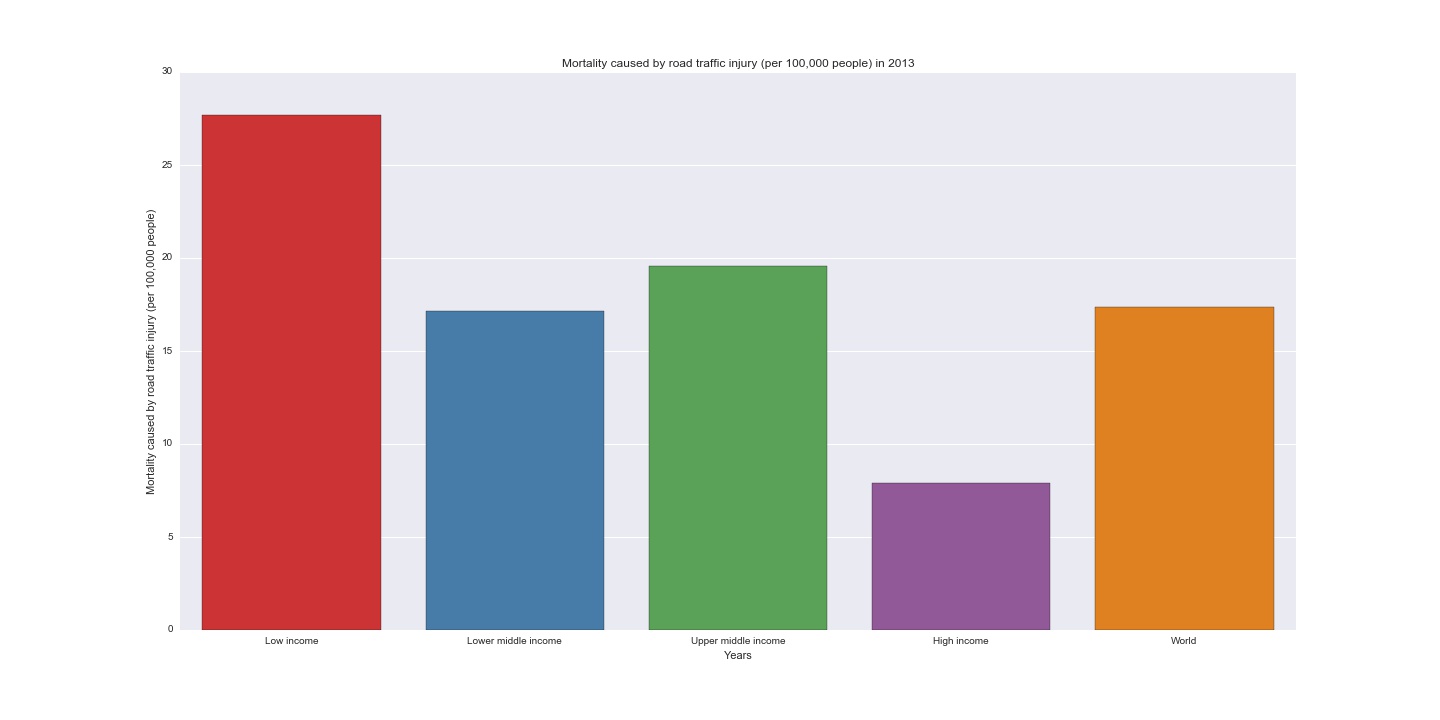 Mortality caused by road traffic injury (per 100,000 people) in 2013
Mortality caused by road traffic injury (per 100,000 people)
30
25
20
15
10
5
0
Low income
Lower middle income
Upper middle income
High income
World
Years